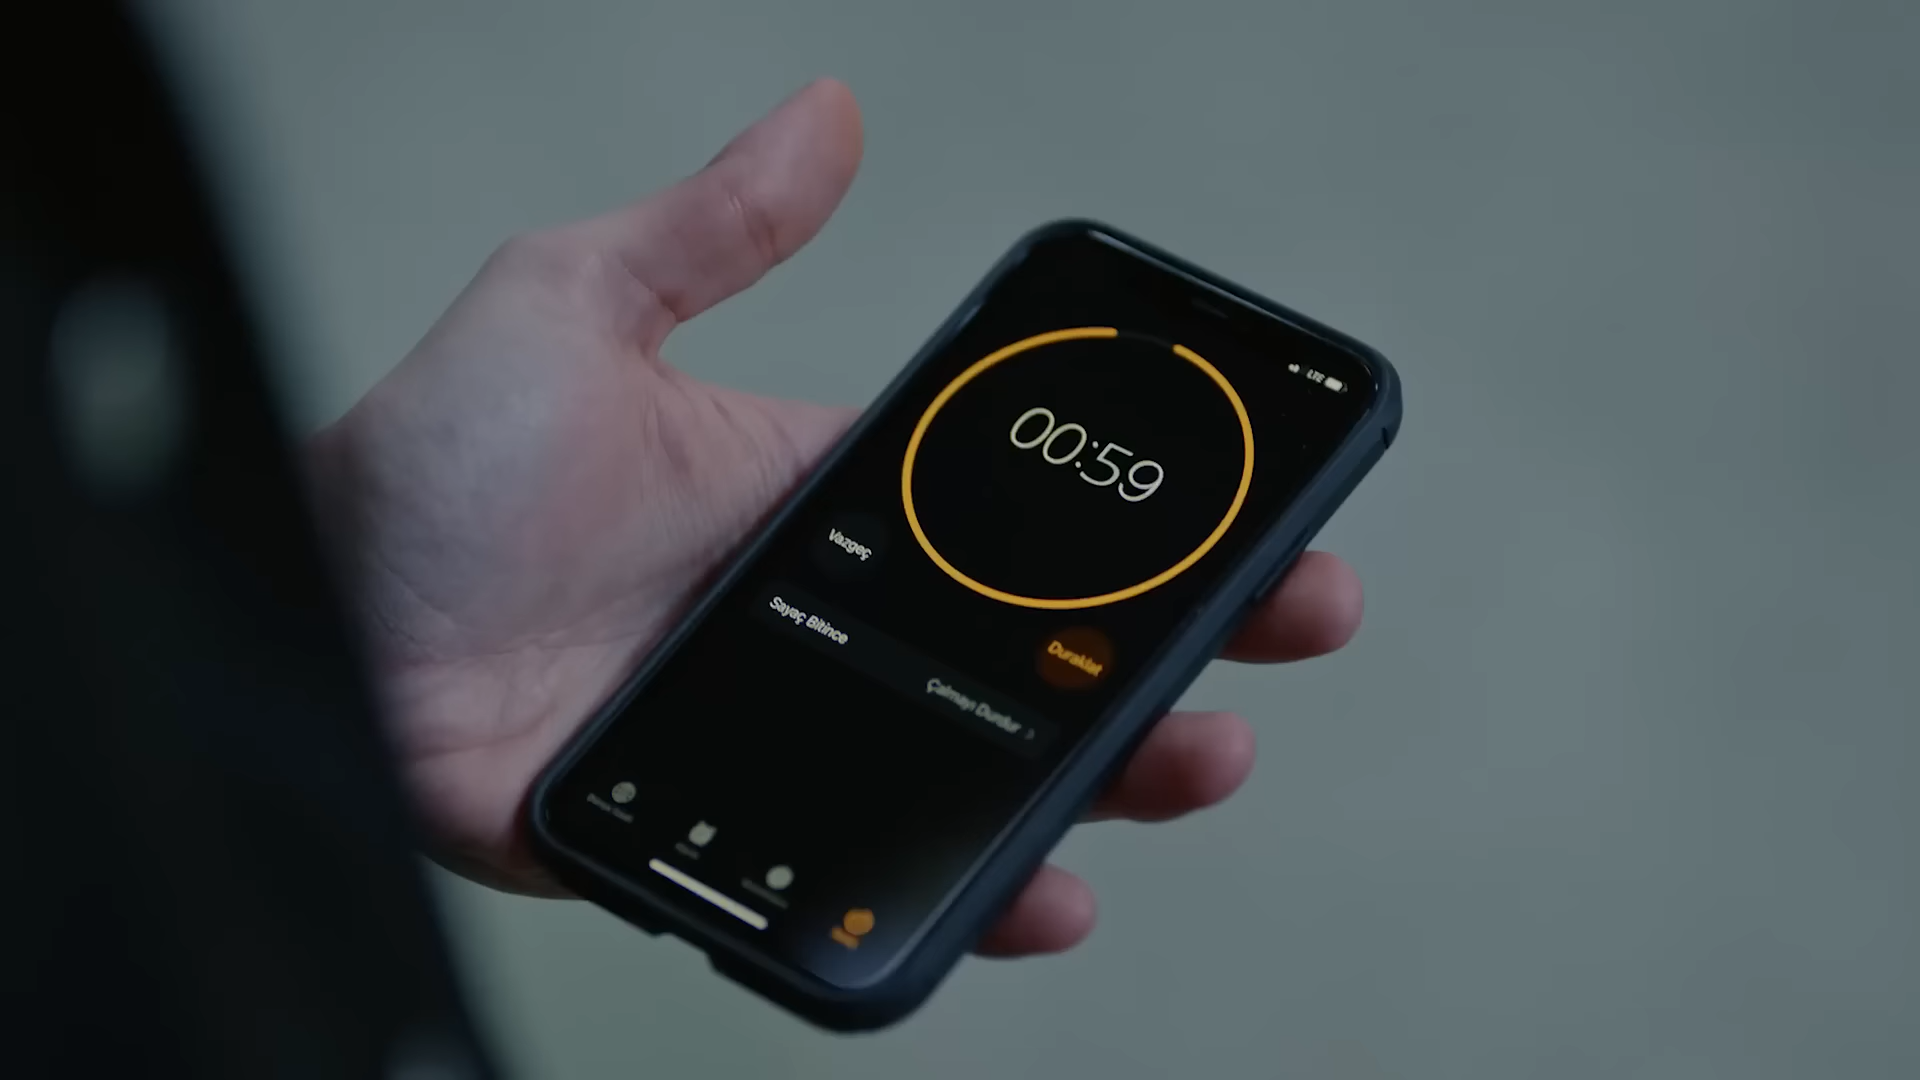 LTE
00:59
Vazgeç
Duraklat
Sayaç Bitince
Çalmayı Durdur >